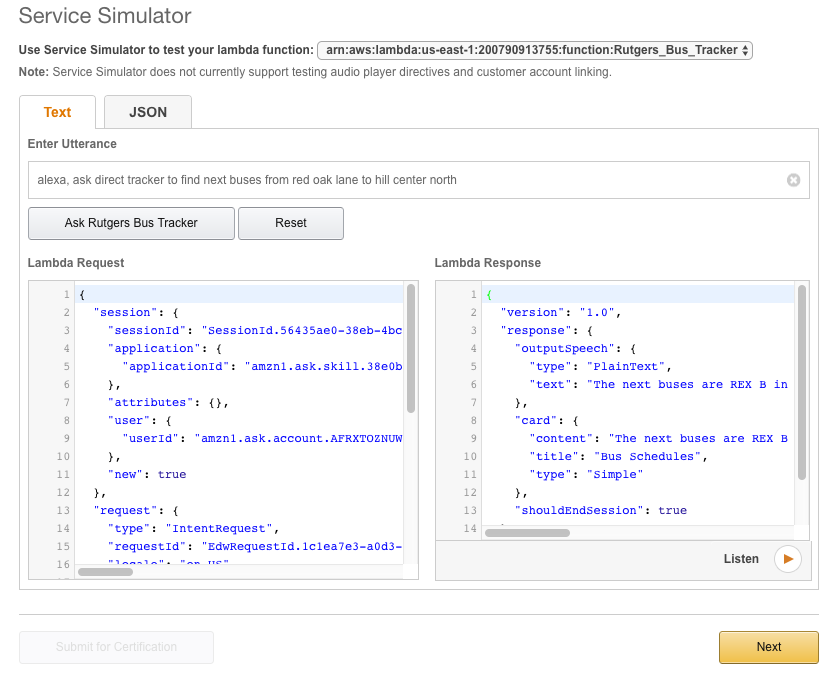 Service Simulator
Use Service Simulator to test your lambda function: arn:aws:lambda:us-east-1:200790913755:function:Rutgers_Bus_Tracker
Note: Service Simulator does not currently support testing audio player directives and customer account linking.
Text JSON
Enter Utterance
alexa, ask direct tracker to find next buses from red oak lane to hill center north
Ask Rutgers Bus Tracker Reset
Lambda Request
1 {
2 "session": {
3 "sessionId": "SessionId.56435ae0-38eb-4bc
4 "application": {
5 "applicationId": "amzn1.ask.skill.38e0b
6 },
7 "attributes": {},
8 "user": {
9 "userId": "amzn1.ask.account.AFRXTOZNUW
10 },
11 "new": true
12 },
13 "request": {
14 "type": "IntentRequest",
15 "requestId": "EdwRequestId.1c1ea7e3-a0d3-
16 "locale": "en-US"
Lambda Response
1 {
2 "version": "1.0",
3 "response": {
4 "outputSpeech": {
5 "type": "PlainText",
6 "text": "The next buses are REX B in
7 },
8 "card": {
9 "content": "The next buses are REX B
10 "title": "Bus Schedules",
11 "type": "Simple"
12 },
13 "shouldEndSession": true
14
Listen
Submit for Certification
Next